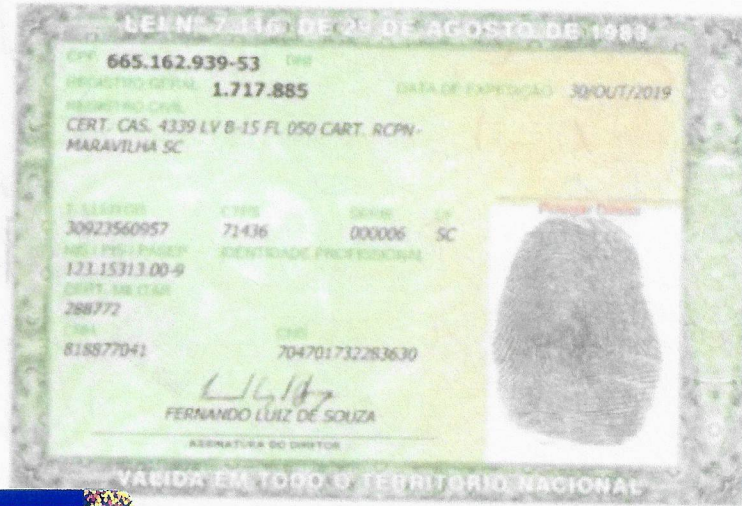 LEI Nº 7.116 DE 29 DE AGOSTO DE 1983
CPF 665.162.939-53 DNI
REGISTRO GERAL 1.717.885 DATA DE EXPEDIÇÃO 30/OUT/2019
REGISTRO CIVIL
CERT. CAS. 4339 LV B-15 FL 050 CART. RCPN-
MARAVILHA SC
T. ELEITOR CTPS SÉRIE UF
30923560957 71436 000006 SC
NIS / PIS / PASEP IDENTIDADE PROFISSIONAL
123.15313.00-9
CERT. MILITAR
288772
CNH CNS
818877041 704701732283630
Polegar Direito
FERNANDO LUIZ DE SOUZA
ASSINATURA DO DIRETOR
VÁLIDA EM TODO O TERRITÓRIO NACIONAL